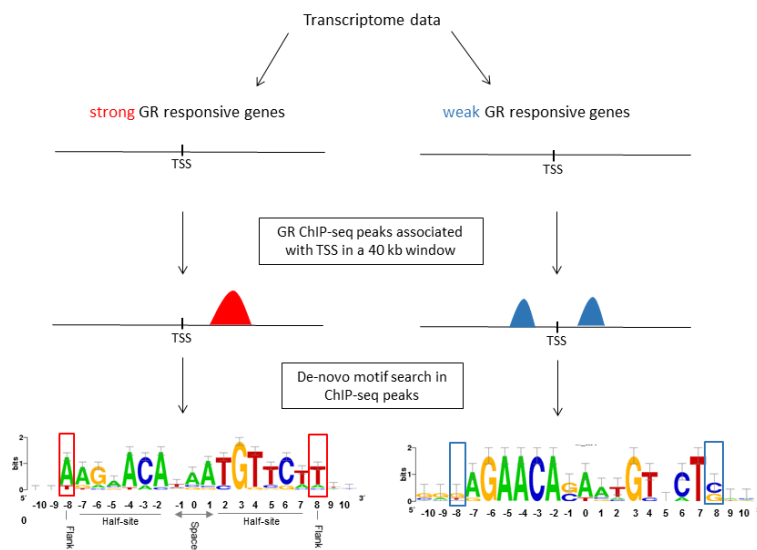 Transcriptome data
strong GR responsive genes
weak GR responsive genes
TSS
TSS
GR ChIP-seq peaks associated
with TSS in a 40 kb window
TSS
TSS
De-novo motif search in
ChIP-seq peaks
2
1
0
bits
5′
-10 -9 -8 -7 -6 -5 -4 -3 -2 -1 0 1 2 3 4 5 6 7 8 9 10
3′
0
Flank
Half-site
Space
Half-site
Flank
2
1
0
bits
5′
-10 -9 -8 -7 -6 -5 -4 -3 -2 -1 0 1 2 3 4 5 6 7 8 9 10
3′